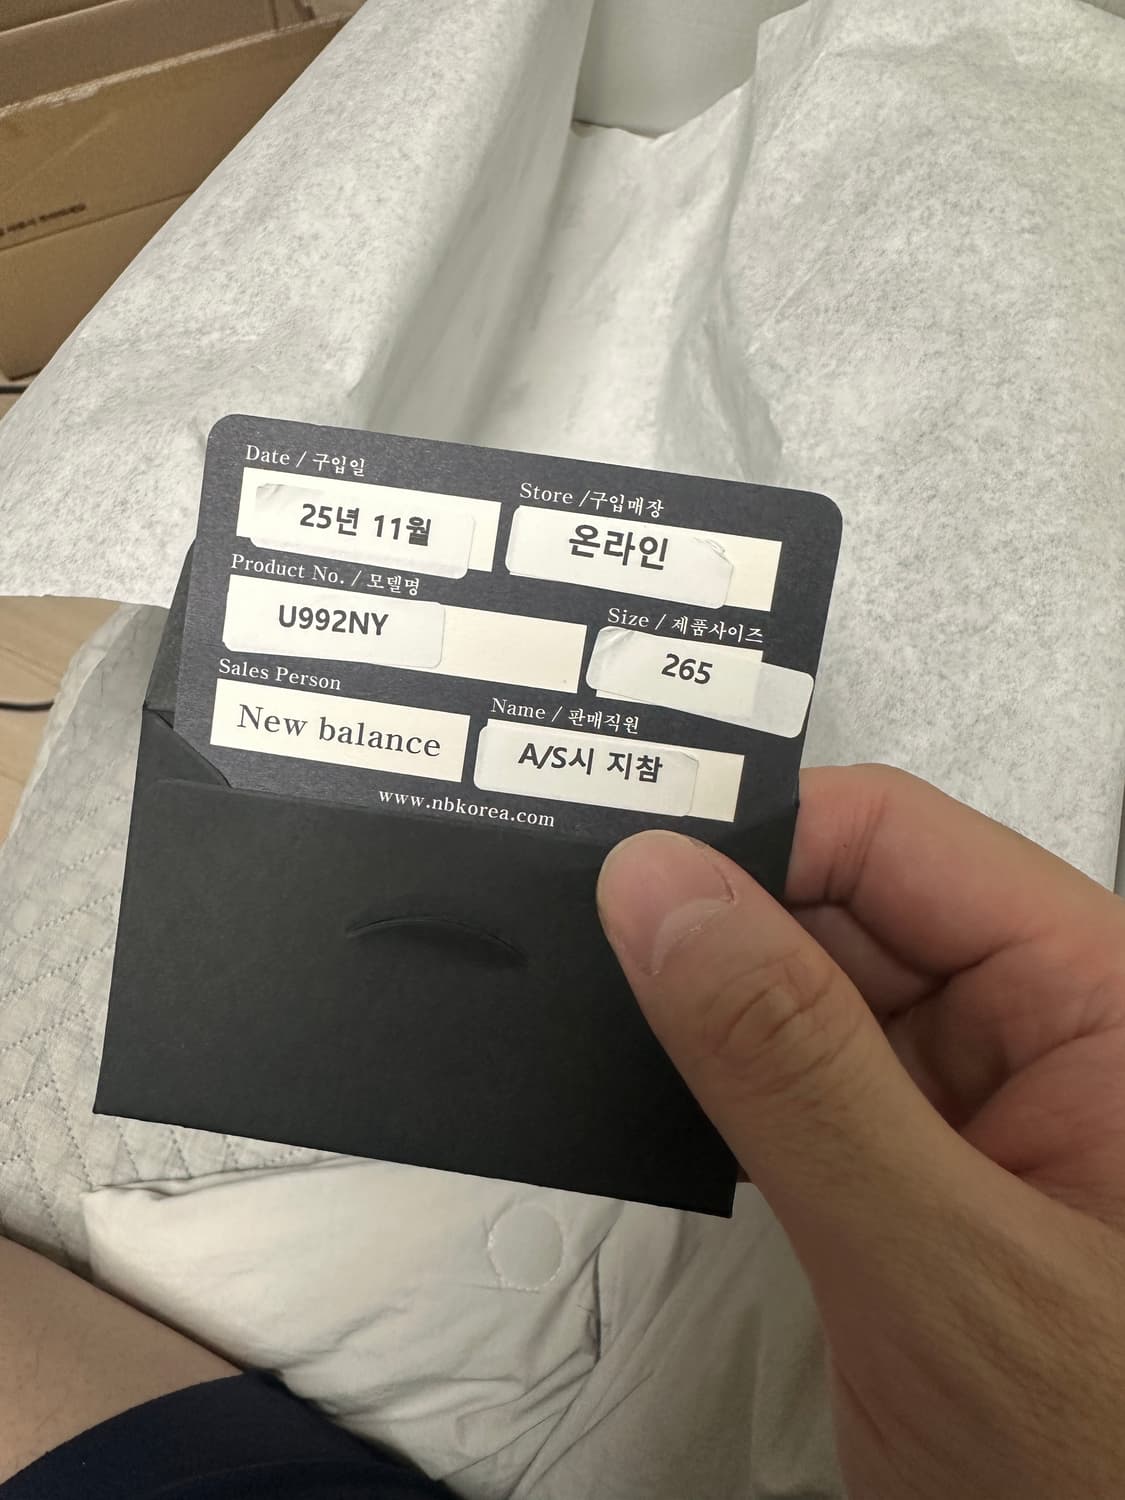 Date / 구입일
25년 11월
Store /구입매장
온라인
Product No. / 모델명
U992NY
Size / 제품사이즈
265
Sales Person
New balance
Name / 판매직원
A/S시 지참
www.nbkorea.com